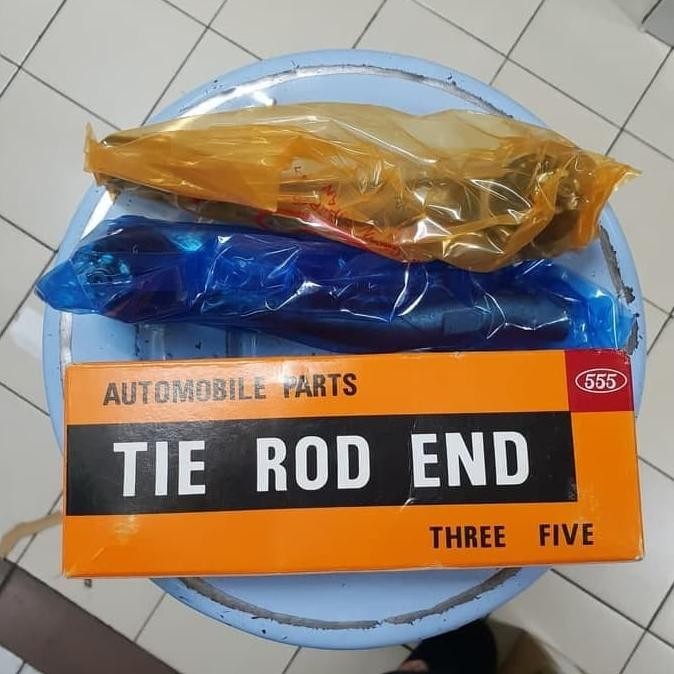 AUTOMOBILE PARTS
555
TIE ROD END
THREE FIVE